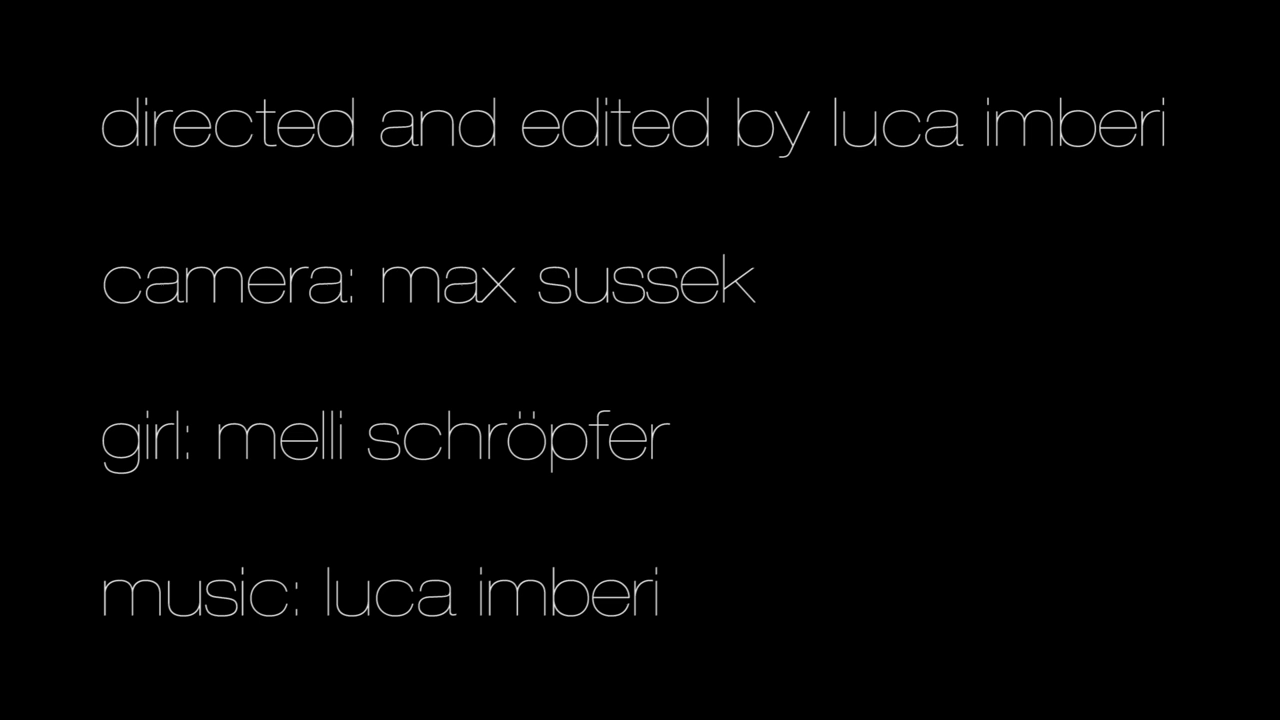 directed and edited by luca imberi
camera: max sussek
girl: melli schröpfer
music: luca imberi